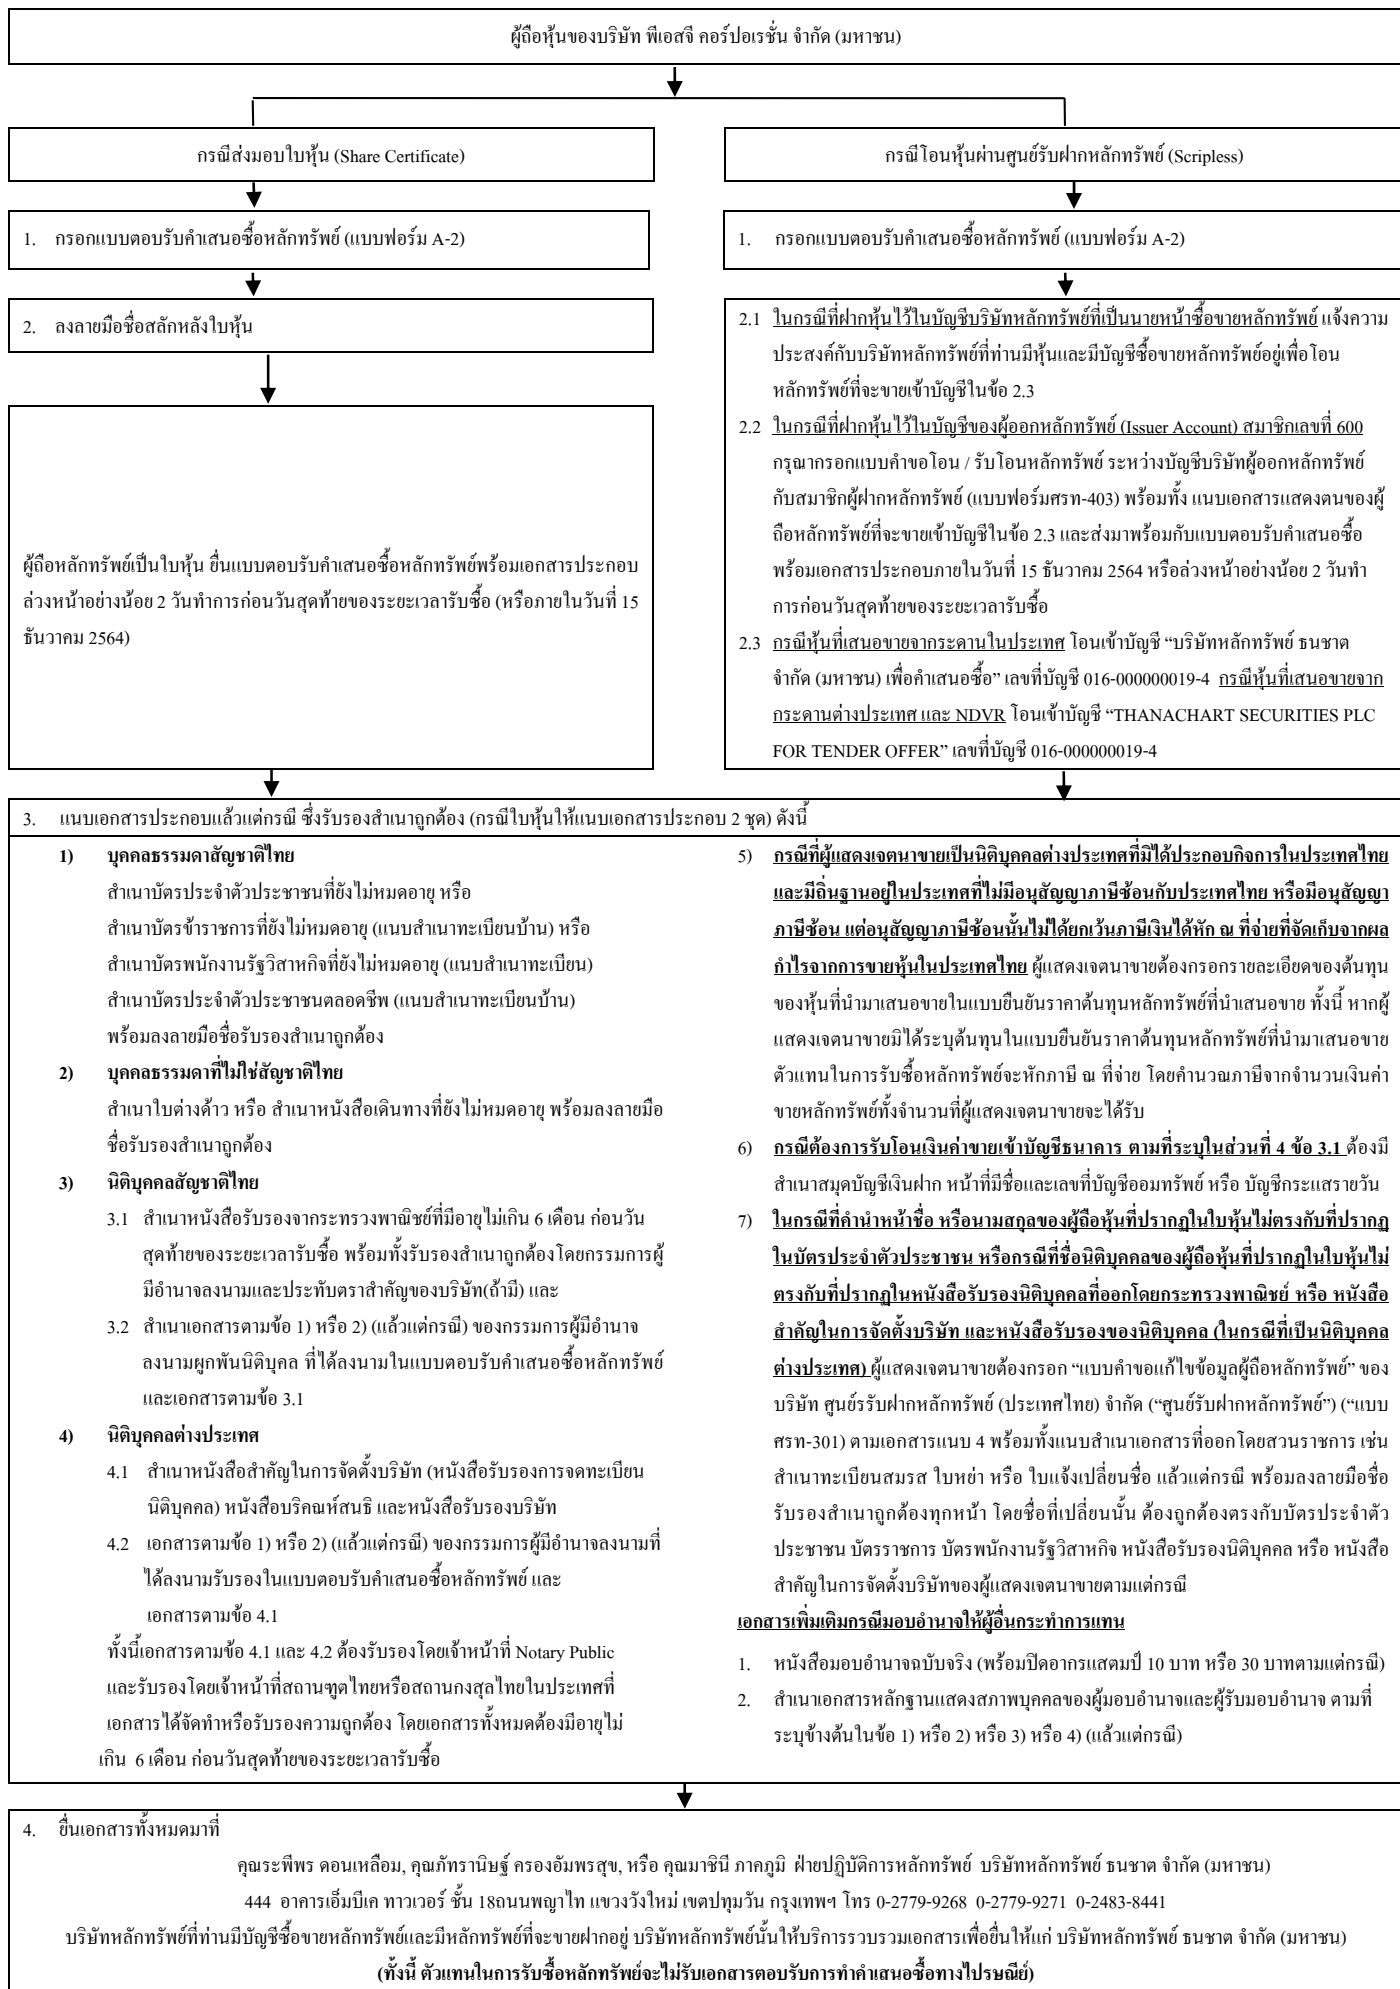 ผู้ถือหุ้นของบริษัท พีเอสจี คอร์ปอเรชั่น จำกัด (มหาชน)
กรณีส่งมอบใบหุ้น (Share Certificate)
1. กรอกแบบตอบรับคำเสนอซื้อหลักทรัพย์ (แบบฟอร์ม A-2)
2. ลงลายมือชื่อสลักหลังใบหุ้น
ผู้ถือหลักทรัพย์เป็นใบหุ้น ยื่นแบบตอบรับคำเสนอซื้อหลักทรัพย์พร้อมเอกสารประกอบ
ล่วงหน้าอย่างน้อย 2 วันทำการก่อนวันสุดท้ายของระยะเวลารับซื้อ (หรือภายในวันที่ 15
ธันวาคม 2564)
กรณีโอนหุ้นผ่านศูนย์รับฝากหลักทรัพย์ (Scripless)
1. กรอกแบบตอบรับคำเสนอซื้อหลักทรัพย์ (แบบฟอร์ม A-2)
2.1 ในกรณีที่ฝากหุ้นไว้ในบัญชีบริษัทหลักทรัพย์ที่เป็นนายหน้าซื้อขายหลักทรัพย์ แจ้งความ
ประสงค์กับบริษัทหลักทรัพย์ที่ท่านมีหุ้นและมีบัญชีซื้อขายหลักทรัพย์อยู่เพื่อโอน
หลักทรัพย์ที่จะขายเข้าบัญชีในข้อ 2.3
2.2 ในกรณีที่ฝากหุ้นไว้ในบัญชีของผู้ออกหลักทรัพย์ (Issuer Account) สมาชิกเลขที่ 600
กรุณากรอกแบบคำขอโอน / รับโอนหลักทรัพย์ ระหว่างบัญชีบริษัทผู้ออกหลักทรัพย์
กับสมาชิกผู้ฝากหลักทรัพย์ (แบบฟอร์มศรท-403) พร้อมทั้ง แนบเอกสารแสดงตนของผู้
ถือหลักทรัพย์ที่จะขายเข้าบัญชีในข้อ 2.3 และส่งมาพร้อมกับแบบตอบรับคำเสนอซื้อ
พร้อมเอกสารประกอบภายในวันที่ 15 ธันวาคม 2564 หรือล่วงหน้าอย่างน้อย 2 วันทำ
การก่อนวันสุดท้ายของระยะเวลารับซื้อ
2.3 กรณีหุ้นที่เสนอขายจากกระดานในประเทศ โอนเข้าบัญชี “บริษัทหลักทรัพย์ ธนชาต
จำกัด (มหาชน) เพื่อคำเสนอซื้อ” เลขที่บัญชี 016-000000019-4 กรณีหุ้นที่เสนอขายจาก
กระดานต่างประเทศ และ NDVR โอนเข้าบัญชี “THANACHART SECURITIES PLC
FOR TENDER OFFER” เลขที่บัญชี 016-000000019-4
3. แนบเอกสารประกอบแล้วแต่กรณี ซึ่งรับรองสำเนาถูกต้อง (กรณีใบหุ้นให้แนบเอกสารประกอบ 2 ชุด) ดังนี้
1) บุคคลธรรมดาสัญชาติไทย
สำเนาบัตรประจำตัวประชาชนที่ยังไม่หมดอายุ หรือ
สำเนาบัตรข้าราชการที่ยังไม่หมดอายุ (แนบสำเนาทะเบียนบ้าน) หรือ
สำเนาบัตรพนักงานรัฐวิสาหกิจที่ยังไม่หมดอายุ (แนบสำเนาทะเบียน)
สำเนาบัตรประจำตัวประชาชนตลอดชีพ (แนบสำเนาทะเบียนบ้าน)
พร้อมลงลายมือชื่อรับรองสำเนาถูกต้อง
2) บุคคลธรรมดาที่ไม่ใช่สัญชาติไทย
สำเนาใบต่างด้าว หรือ สำเนาหนังสือเดินทางที่ยังไม่หมดอายุ พร้อมลงลายมือ
ชื่อรับรองสำเนาถูกต้อง
3) นิติบุคคลสัญชาติไทย
3.1 สำเนาหนังสือรับรองจากกระทรวงพาณิชย์ที่มีอายุไม่เกิน 6 เดือน ก่อนวัน
สุดท้ายของระยะเวลารับซื้อ พร้อมทั้งรับรองสำเนาถูกต้องโดยกรรมการผู้
มีอำนาจลงนามและประทับตราสำคัญของบริษัท(ถ้ามี) และ
3.2 สำเนาเอกสารตามข้อ 1) หรือ 2) (แล้วแต่กรณี) ของกรรมการผู้มีอำนาจ
ลงนามผูกพันนิติบุคล ที่ได้ลงนามในแบบตอบรับคำเสนอซื้อหลักทรัพย์
และเอกสารตามข้อ 3.1
4) นิติบุคคลต่างประเทศ
4.1 สำเนาหนังสือสำคัญในการจัดตั้งบริษัท (หนังสือรับรองการจดทะเบียน
นิติบุคคล) หนังสือบริคณห์สนธิ และหนังสือรับรองบริษัท
4.2 เอกสารตามข้อ 1) หรือ 2) (แล้วแต่กรณี) ของกรรมการผู้มีอำนาจลงนามที่
ได้ลงนามรับรองในแบบตอบรับคำเสนอซื้อหลักทรัพย์ และ
เอกสารตามข้อ 4.1
ทั้งนี้เอกสารตามข้อ 4.1 และ 4.2 ต้องรับรองโดยเจ้าหน้าที่ Notary Public
และรับรองโดยเจ้าหน้าที่สถานฑูตไทยหรือสถานกงสุลไทยในประเทศที่
เอกสารได้จัดทำหรือรับรองความถูกต้อง โดยเอกสารทั้งหมดต้องมีอายุไม่
เกิน 6 เดือน ก่อนวันสุดท้ายของระยะเวลารับซื้อ
5) กรณีที่ผู้แสดงเจตนาขายเป็นนิติบุคคลต่างประเทศที่มิได้ประกอบกิจการในประเทศไทย
และมีถิ่นฐานอยู่ในประเทศที่ไม่มีอนุสัญญาภาษีซ้อนกับประเทศไทย หรือมีอนุสัญญา
ภาษีซ้อน แต่อนุสัญญาภาษีซ้อนนั้นไม่ได้ยกเว้นภาษีเงินได้หัก ณ ที่จ่ายที่จัดเก็บจากผล
กำไรจากการขายหุ้นในประเทศไทย ผู้แสดงเจตนาขายต้องกรอกรายละเอียดของต้นทุน
ของหุ้นที่นำมาเสนอขายในแบบยืนยันราคาต้นทุนหลักทรัพย์ที่นำเสนอขาย ทั้งนี้ หากผู้
แสดงเจตนาขายมิได้ระบุต้นทุนในแบบยืนยันราคาต้นทุนหลักทรัพย์ที่นำมาเสนอขาย
ตัวแทนในการรับซื้อหลักทรัพย์จะหักภาษี ณ ที่จ่าย โดยคำนวณภาษีจากจำนวนเงินค่า
ขายหลักทรัพย์ทั้งจำนวนที่ผู้แสดงเจตนาขายจะได้รับ
6) กรณีต้องการรับโอนเงินค่าขายเข้าบัญชีธนาคาร ตามที่ระบุในส่วนที่ 4 ข้อ 3.1 ต้องมี
สำเนาสมุดบัญชีเงินฝาก หน้าที่มีชื่อและเลขที่บัญชีออมทรัพย์ หรือ บัญชีกระแสรายวัน
7) ในกรณีที่คำนำหน้าชื่อ หรือนามสกุลของผู้ถือหุ้นที่ปรากฏในใบหุ้นไม่ตรงกับที่ปรากฏ
ในบัตรประจำตัวประชาชน หรือกรณีที่ชื่อนิติบุคคลของผู้ถือหุ้นที่ปรากฏในใบหุ้นไม่
ตรงกับที่ปรากฏในหนังสือรับรองนิติบุคคลที่ออกโดยกระทรวงพาณิชย์ หรือ หนังสือ
สำคัญในการจัดตั้งบริษัท และหนังสือรับรองของนิติบุคคล (ในกรณีที่เป็นนิติบุคคล
ต่างประเทศ) ผู้แสดงเจตนาขายต้องกรอก “แบบคำขอแก้ไขข้อมูลผู้ถือหลักทรัพย์” ของ
บริษัท ศูนย์รรับฝากหลักทรัพย์ (ประเทศไทย) จำกัด (“ศูนย์รับฝากหลักทรัพย์”) (“แบบ
ศรท-301) ตามเอกสารแนบ 4 พร้อมทั้งแนบสำเนาเอกสารที่ออกโดยสวนราชการ เช่น
สำเนาทะเบียนสมรส ใบหย่า หรือ ใบแจ้งเปลี่ยนชื่อ แล้วแต่กรณี พร้อมลงลายมือชื่อ
รับรองสำเนาถูกต้องทุกหน้า โดยชื่อที่เปลี่ยนนั้น ต้องถูกต้องตรงกับบัตรประจำตัว
ประชาชน บัตรราชการ บัตรพนักงานรัฐวิสาหกิจ หนังสือรับรองนิติบุคคล หรือ หนังสือ
สำคัญในการจัดตั้งบริษัทของผู้แสดงเจตนาขายตามแต่กรณี
เอกสารเพิ่มเติมกรณีมอบอำนาจให้ผู้อื่นกระทำการแทน
1. หนังสือมอบอำนาจฉบับจริง (พร้อมปิดอากรแสตมป์ 10 บาท หรือ 30 บาทตามแต่กรณี)
2. สำเนาเอกสารหลักฐานแสดงสภาพบุคคลของผู้มอบอำนาจและผู้รับมอบอำนาจ ตามที่
ระบุข้างต้นในข้อ 1) หรือ 2) หรือ 3) หรือ 4) (แล้วแต่กรณี)
4. ยื่นเอกสารทั้งหมดมาที่
คุณระพีพร ดอนเหลือม, คุณภัทรานิษฐ์ ครองอัมพรสุข, หรือ คุณมาชินี ภาคภูมิ ฝ่ายปฏิบัติการหลักทรัพย์ บริษัทหลักทรัพย์ ธนชาต จำกัด (มหาชน)
444 อาคารเอ็มบีเค ทาวเวอร์ ชั้น 18ถนนพญาไท แขวงวังใหม่ เขตปทุมวัน กรุงเทพฯ โทร 0-2779-9268 0-2779-9271 0-2483-8441
บริษัทหลักทรัพย์ที่ท่านมีบัญชีซื้อขายหลักทรัพย์และมีหลักทรัพย์ที่จะขายฝากอยู่ บริษัทหลักทรัพย์นั้นให้บริการรวบรวมเอกสารเพื่อยื่นให้แก่ บริษัทหลักทรัพย์ ธนชาต จำกัด (มหาชน)
(ทั้งนี้ ตัวแทนในการรับซื้อหลักทรัพย์จะไม่รับเอกสารตอบรับการทำคำเสนอซื้อทางไปรษณีย์)